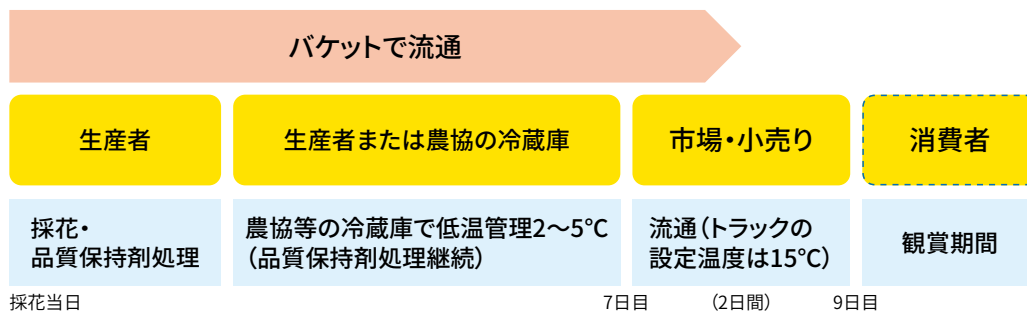 バケットで流通
生産者
生産者または農協の冷蔵庫
市場・小売り
消費者
採花・
品質保持剤処理
農協等の冷蔵庫で低温管理2〜5℃
（品質保持剤処理継続）
流通（トラックの
設定温度は15℃）
観賞期間
採花当日
7日目
（2日間）
9日目